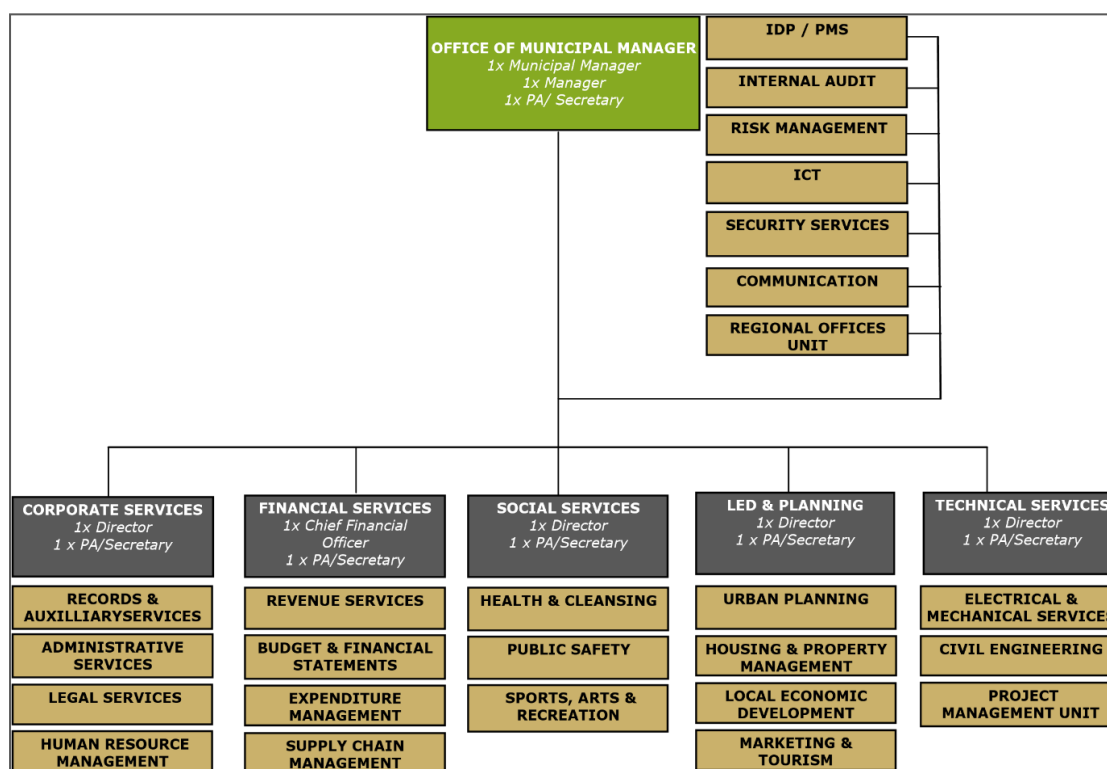 OFFICE OF MUNICIPAL MANAGER
1x Municipal Manager
1x Manager
1x PA/ Secretary
IDP / PMS
INTERNAL AUDIT
RISK MANAGEMENT
ICT
SECURITY SERVICES
COMMUNICATION
REGIONAL OFFICES
UNIT
CORPORATE SERVICES
1x Director
1 x PA/Secretary
RECORDS &
AUXILLIARYSERVICES
ADMINISTRATIVE
SERVICES
LEGAL SERVICES
HUMAN RESOURCE
MANAGEMENT
FINANCIAL SERVICES
1x Chief Financial
Officer
1 x PA/Secretary
REVENUE SERVICES
BUDGET & FINANCIAL
STATEMENTS
EXPENDITURE
MANAGEMENT
SUPPLY CHAIN
MANAGEMENT
SOCIAL SERVICES
1x Director
1 x PA/Secretary
HEALTH & CLEANSING
PUBLIC SAFETY
SPORTS, ARTS &
RECREATION
LED & PLANNING
1x Director
1 x PA/Secretary
URBAN PLANNING
HOUSING & PROPERTY
MANAGEMENT
LOCAL ECONOMIC
DEVELOPMENT
MARKETING &
TOURISM
TECHNICAL SERVICES
1x Director
1 x PA/Secretary
ELECTRICAL &
MECHANICAL SERVICES
CIVIL ENGINEERING
PROJECT
MANAGEMENT UNIT